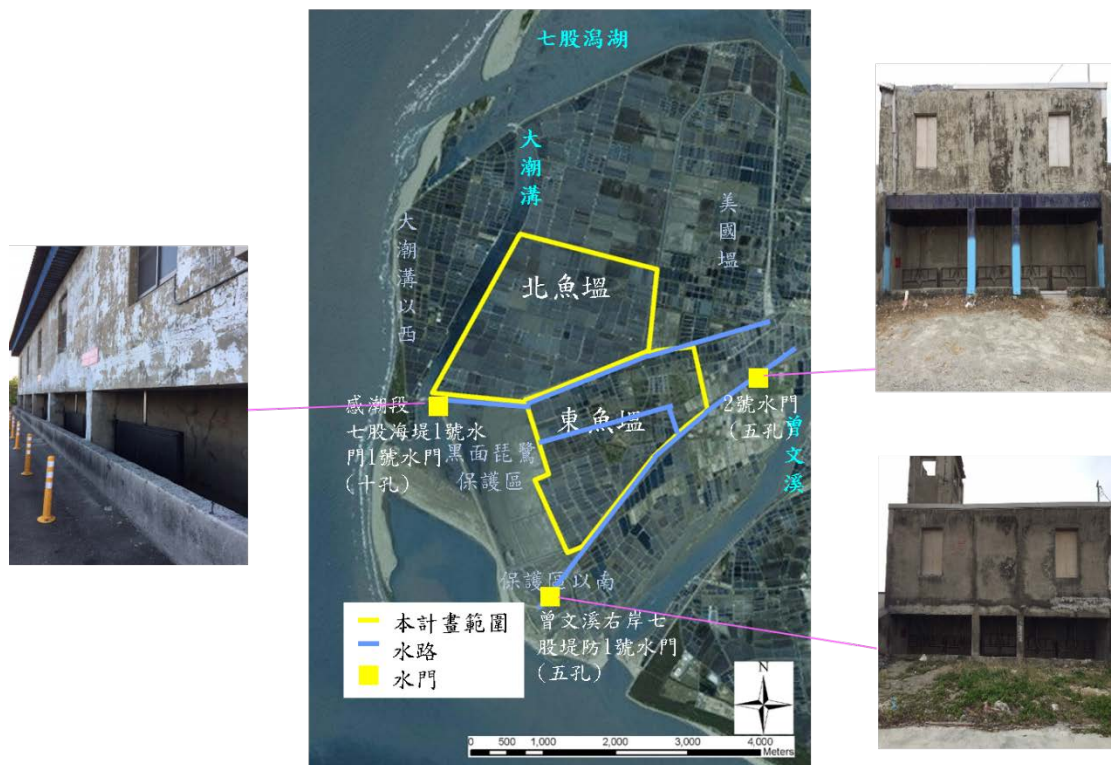 七股潟湖
大潮溝
大潮溝以西
美國塭
北魚塭
東魚塭
感潮段
七股海堤1號水
門1號水門
(十孔)
黑面琵鷺
保護區
2號水門
(五孔)
曾文溪
保護區以南
曾文溪右岸七
股堤防1號水門
(五孔)
本計畫範圍
水路
水門
N
0 500 1,000 2,000 3,000 4,000
Meters